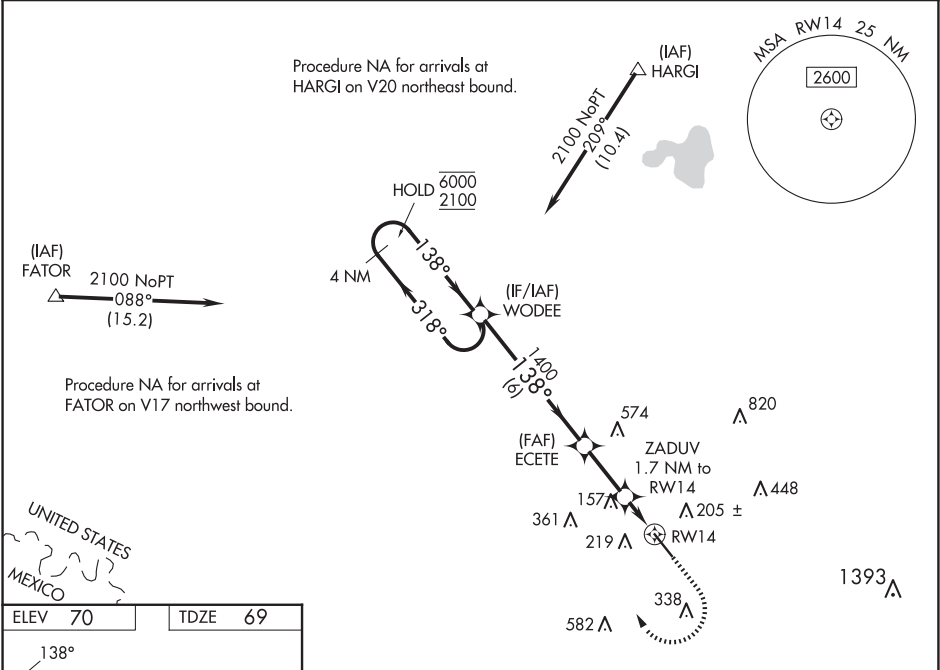 MSA RW14 25 NM
2600
(IAF)
HARGI
Procedure NA for arrivals at
HARGI on V20 northeast bound.
2100 NoPT
209°
(10.4)
HOLD 6000
2100
138°
4 NM
318°
(IF/IAF)
WODEE
(IAF)
FATOR
2100 NoPT
088°
(15.2)
Procedure NA for arrivals at
FATOR on V17 northwest bound.
1400
138°
(6)
574
820
(FAF)
ECETE
ZADUV
1.7 NM to
RW14
157
448
205 ±
361
219
RW14
UNITED STATES
MEXICO
1393
338
582
ELEV 70
TDZE 69
138°